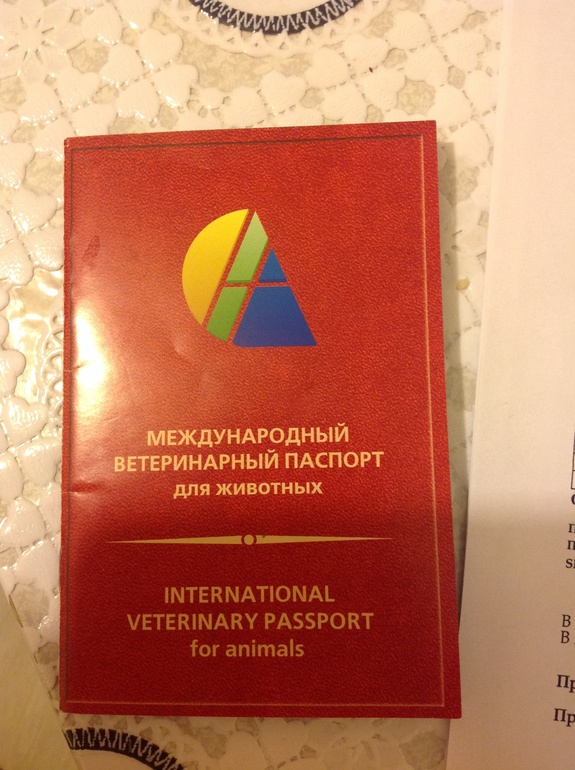 МЕЖДУНАРОДНЫЙ
ВЕТЕРИНАРНЫЙ ПАСПОРТ
для животных
INTERNATIONAL
VETERINARY PASSPORT
for animals
В
В